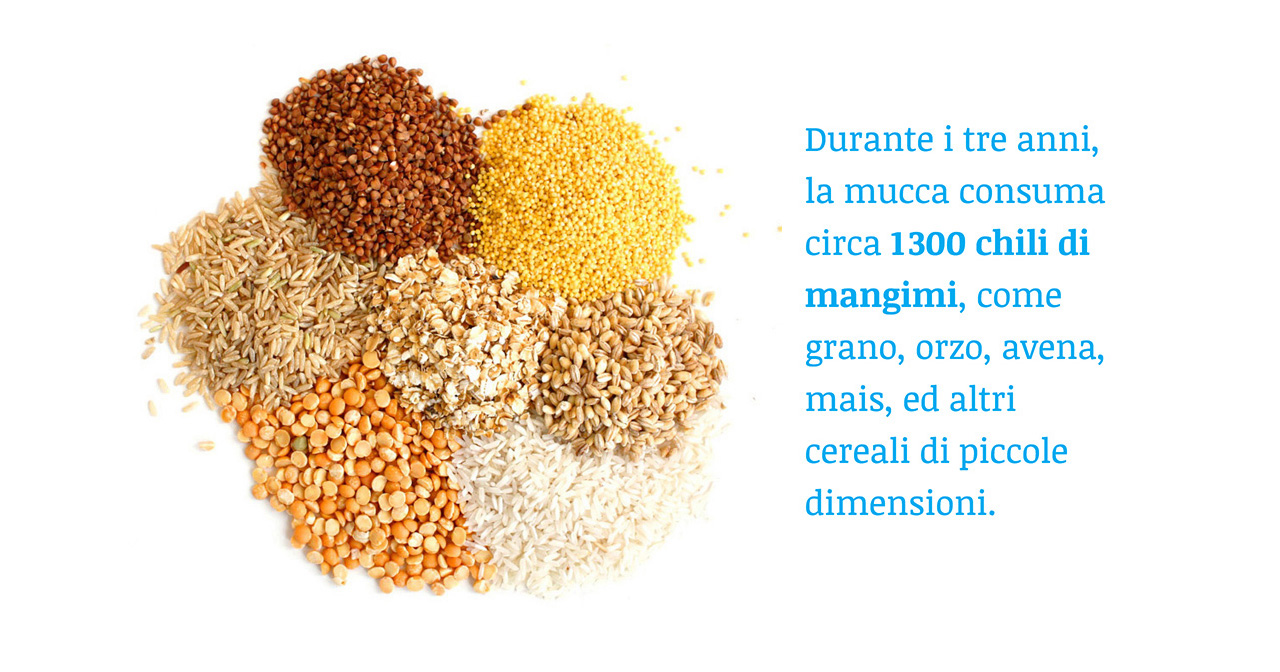 Durante i tre anni,
la mucca consuma
circa 1300 chili di
mangimi, come
grano, orzo, avena,
mais, ed altri
cereali di piccole
dimensioni.